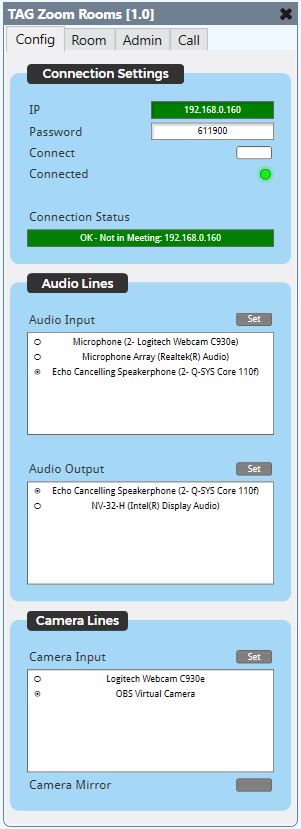 TAG Zoom Rooms [1.0]
Config Room Admin Call
Connection Settings
IP 192.168.0.160
Password 611900
Connect
Connected
Connection Status
OK - Not in Meeting: 192.168.0.160
Audio Lines
Audio Input Set
Microphone (2- Logitech Webcam C930e)
Microphone Array (Realtek(R) Audio)
Echo Cancelling Speakerphone (2- Q-SYS Core 110f)
Audio Output Set
Echo Cancelling Speakerphone (2- Q-SYS Core 110f)
NV-32-H (Intel(R) Display Audio)
Camera Lines
Camera Input Set
Logitech Webcam C930e
OBS Virtual Camera
Camera Mirror